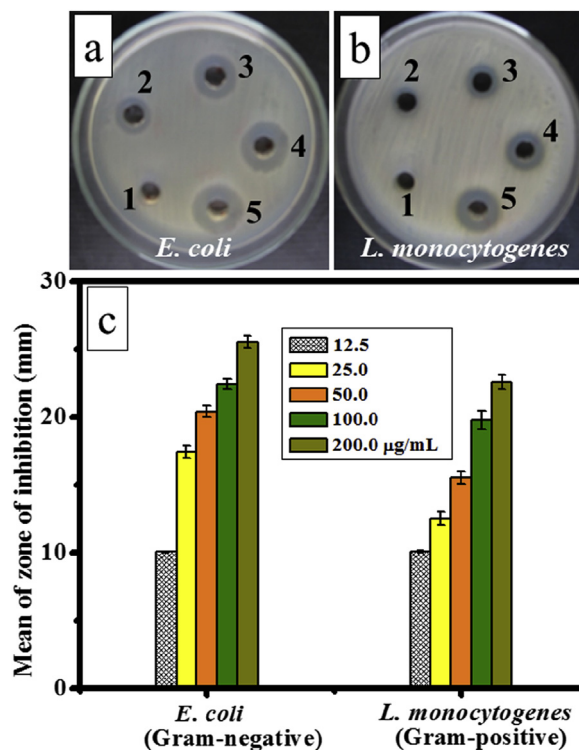 a
2
3
4
1
5
E. coli
b
2
3
4
1
5
L. monocytogenes
c
Mean of zone of inhibition (mm)
30
20
10
0
12.5
25.0
50.0
100.0
200.0 µg/mL
E. coli
(Gram-negative)
L. monocytogenes
(Gram-positive)